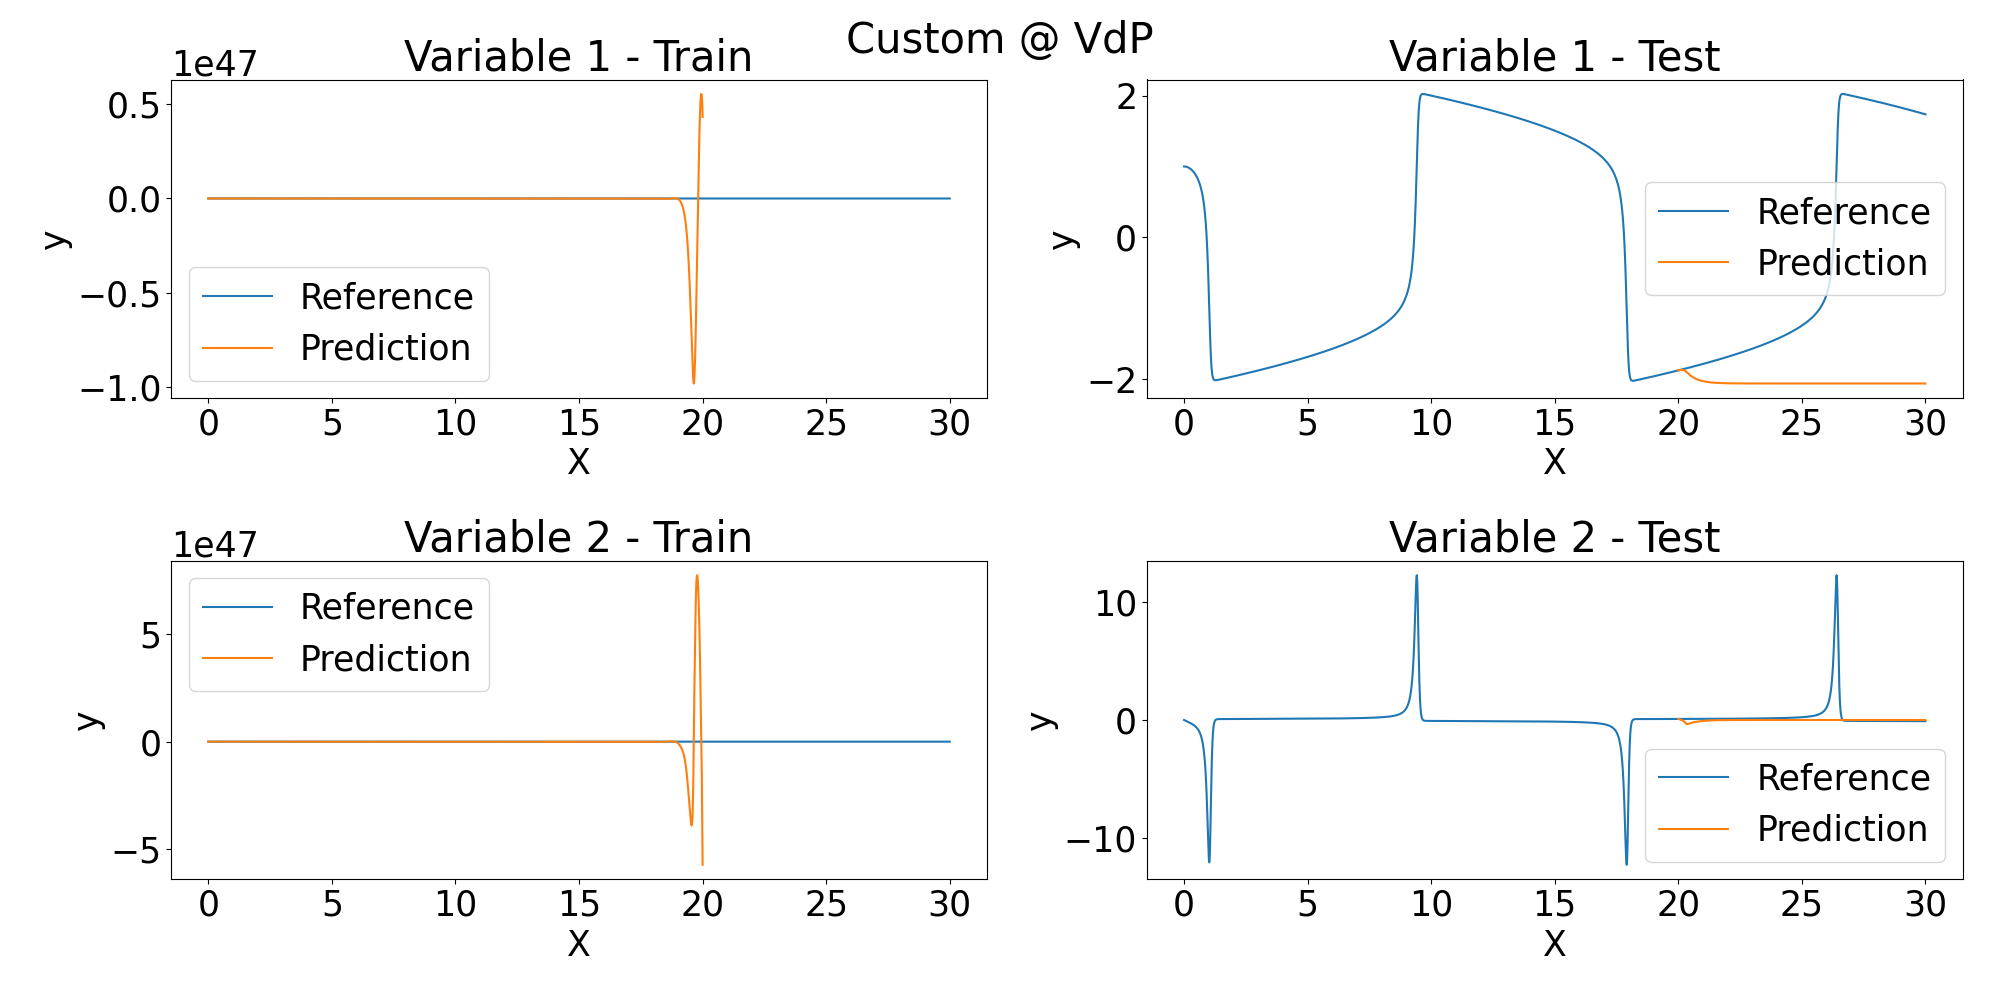 Custom @ VdP
Variable 1 - Train
1e47
0.5
0.0
−0.5
−1.0
y
Reference
Prediction
0 5 10 15 20 25 30
X
Variable 1 - Test
2
0
−2
y
Reference
Prediction
0 5 10 15 20 25 30
X
Variable 2 - Train
1e47
5
0
−5
y
Reference
Prediction
0 5 10 15 20 25 30
X
Variable 2 - Test
10
0
−10
y
Reference
Prediction
0 5 10 15 20 25 30
X